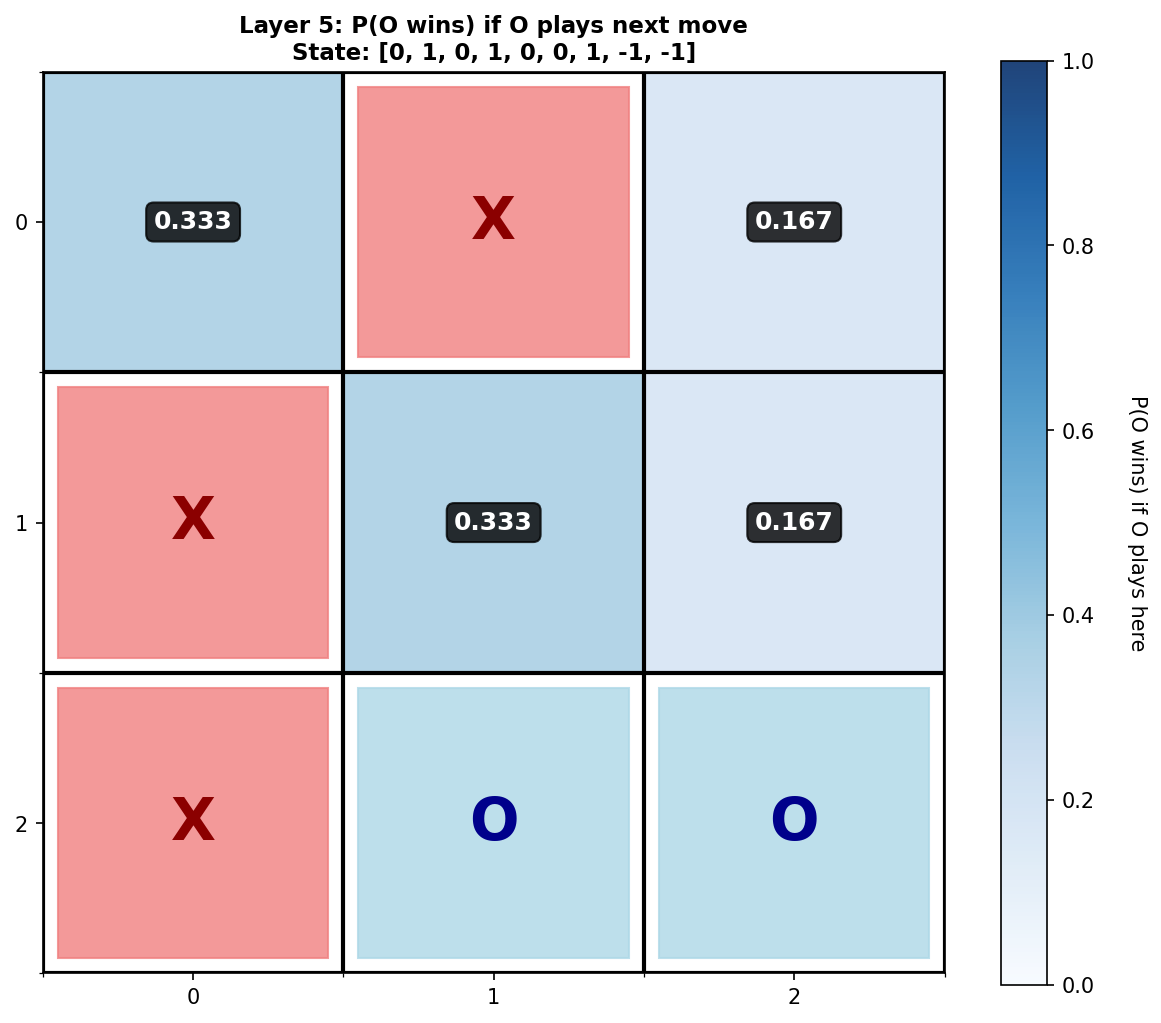 Layer 5: P(O wins) if O plays next move
State: [0, 1, 0, 1, 0, 0, 1, -1, -1]
0.333
X
0.167
X
0.333
0.167
X
O
O
0
1
2
0
1
2
1.0
0.8
0.6
0.4
0.2
0.0
P(O wins) if O plays here